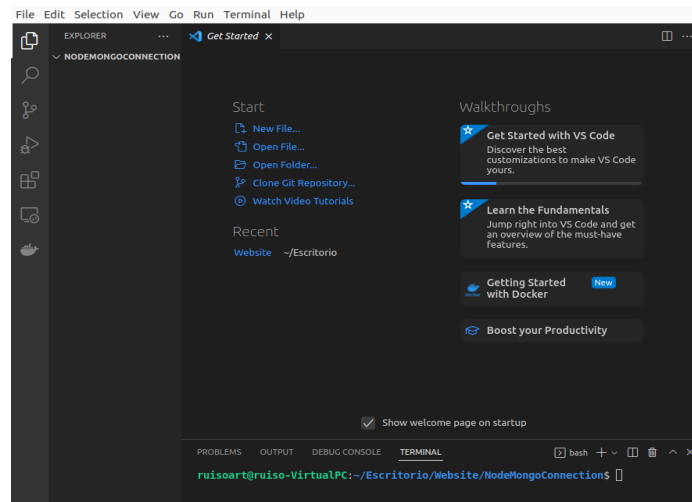 File Edit Selection View Go Run Terminal Help
EXPLORER ...
NODEMONGOCONNECTION
Get Started
Start
New File...
Open File...
Open Folder...
Clone Git Repository...
Watch Video Tutorials
Recent
Website ~/Escritorio
Walkthroughs
Get Started with VS Code
Discover the best
customizations to make VS Code
yours.
Learn the Fundamentals
Jump right into VS Code and get
an overview of the must-have
features.
Getting Started New
with Docker
Boost your Productivity
Show welcome page on startup
PROBLEMS OUTPUT DEBUG CONSOLE TERMINAL bash
ruisoart@ruiso-VirtualPC:~/Escritorio/Website/NodeMongoConnection$